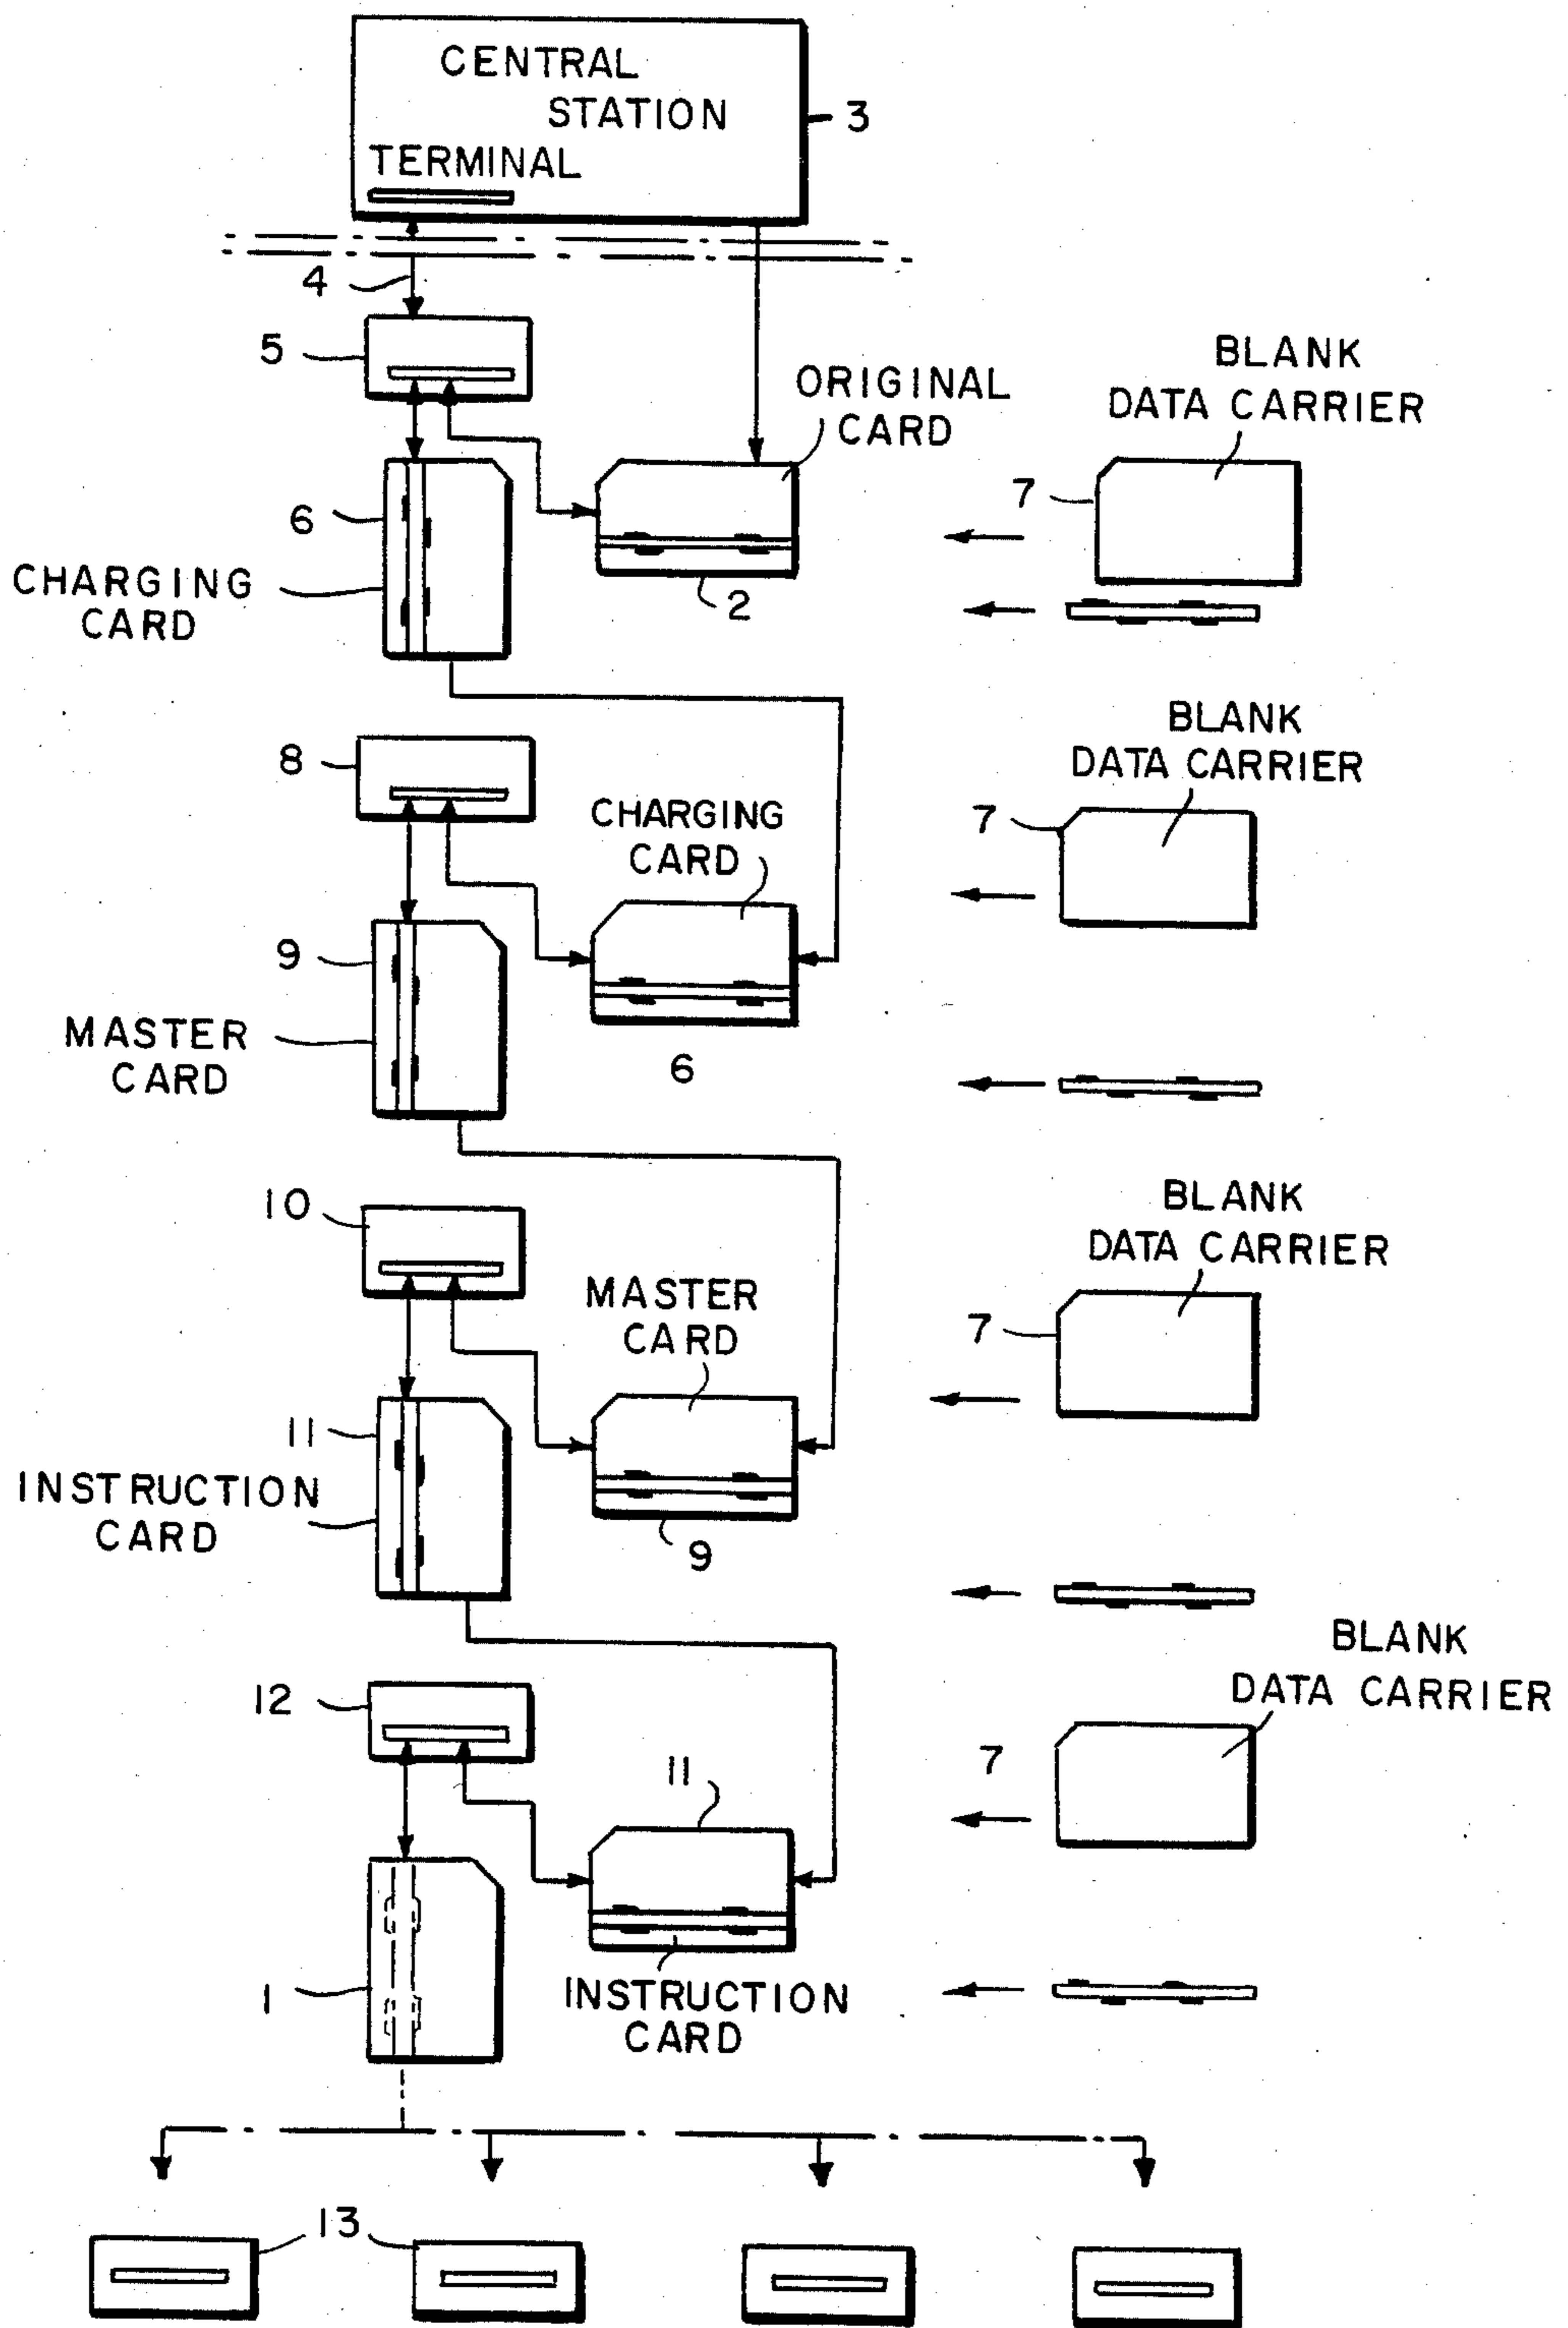 CENTRAL
STATION
TERMINAL
3
4
5
ORIGINAL
CARD
BLANK
DATA CARRIER
7
6
CHARGING
CARD
2
8
CHARGING
CARD
BLANK
DATA CARRIER
7
9
MASTER
CARD
6
10
MASTER
CARD
BLANK
DATA CARRIER
7
11
INSTRUCTION
CARD
9
12
11
BLANK
DATA CARRIER
7
1
INSTRUCTION
CARD
13